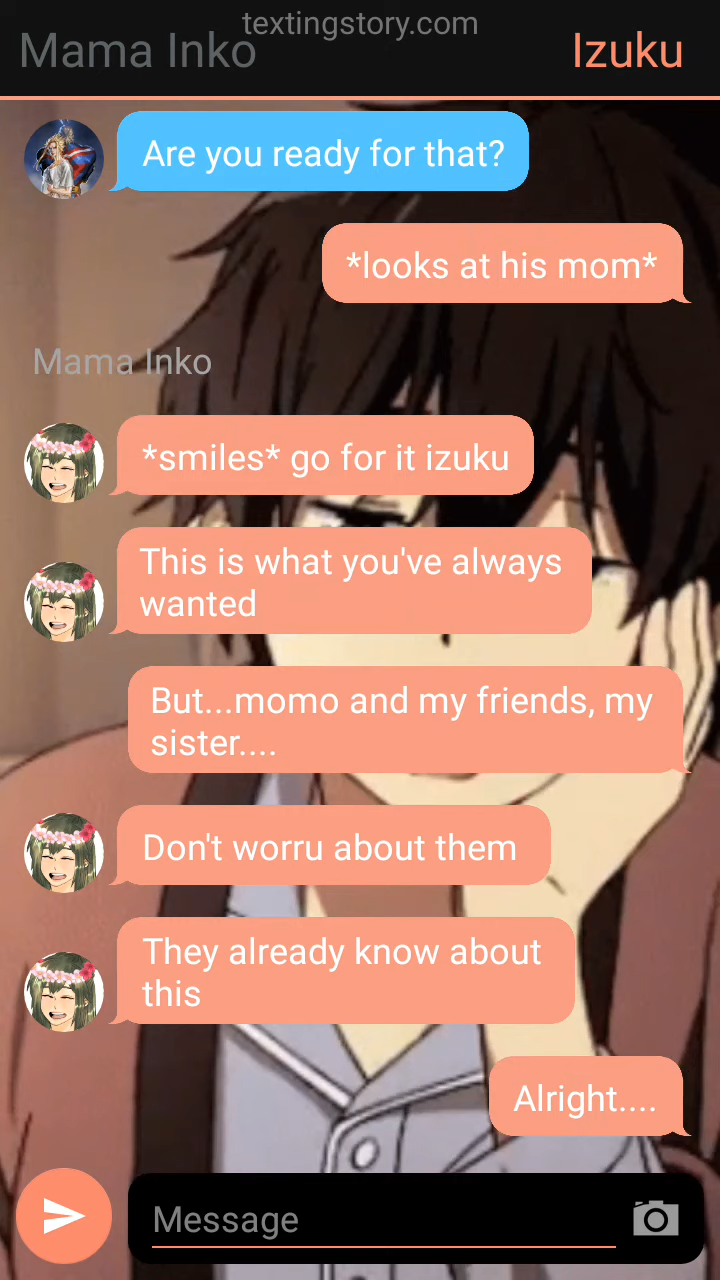 textingstory.com
Mama Inko
Izuku
Are you ready for that?
*looks at his mom*
Mama Inko
*smiles* go for it izuku
This is what you've always
wanted
But...momo and my friends, my
sister....
Don't worru about them
They already know about
this
Alright....
Message